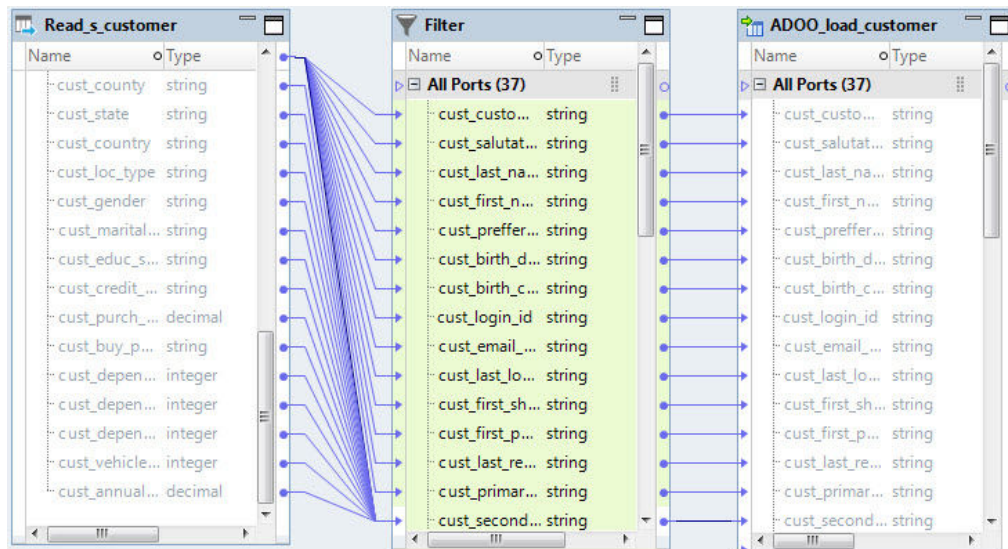 Read_s_customer
Name Type
cust_county string
cust_state string
cust_country string
cust_loc_type string
cust_gender string
cust_marital... string
cust_educ_s... string
cust_credit_... string
cust_purch_... decimal
cust_buy_p... string
cust_depen... integer
cust_depen... integer
cust_depen... integer
cust_vehicle... integer
cust_annual... decimal
Filter
Name Type
All Ports (37)
cust_custo... string
cust_salutat... string
cust_last_na... string
cust_first_n... string
cust_preffer... string
cust_birth_d... string
cust_birth_c... string
cust_login_id string
cust_email_... string
cust_last_lo... string
cust_first_sh... string
cust_first_p... string
cust_last_re... string
cust_primar... string
cust_second... string
ADOO_load_customer
Name Type
All Ports (37)
cust_custo... string
cust_salutat... string
cust_last_na... string
cust_first_n... string
cust_preffer... string
cust_birth_d... string
cust_birth_c... string
cust_login_id string
cust_email_... string
cust_last_lo... string
cust_first_sh... string
cust_first_p... string
cust_last_re... string
cust_primar... string
cust_second... string